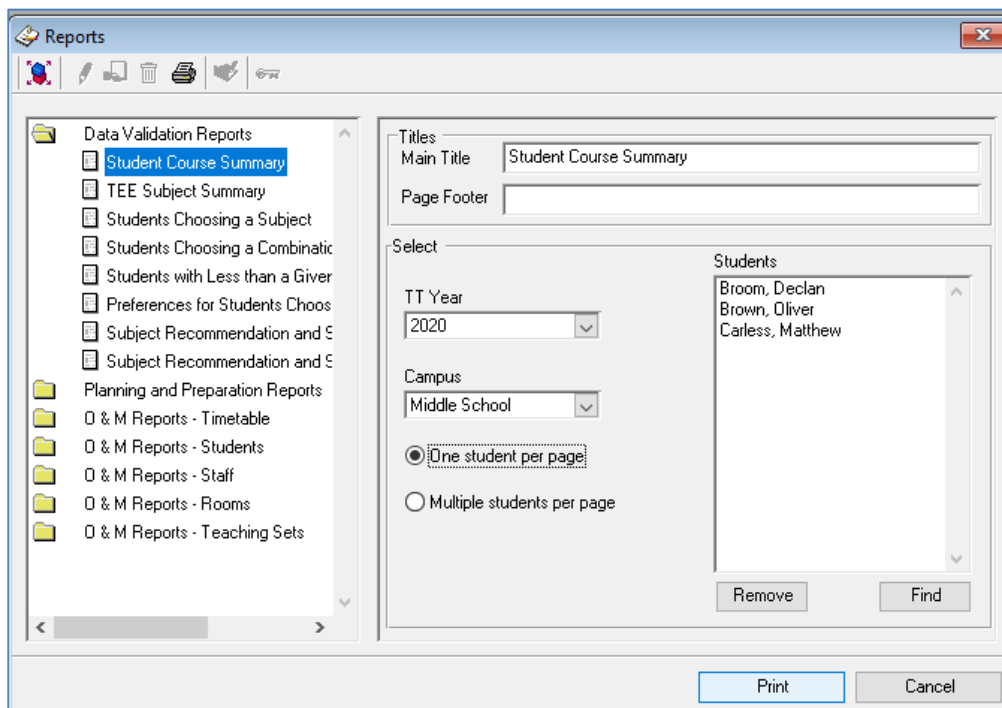 Reports
Data Validation Reports
Student Course Summary
TEE Subject Summary
Students Choosing a Subject
Students Choosing a Combinatic
Students with Less than a Giver
Preferences for Students Choos
Subject Recommendation and S
Subject Recommendation and S
Planning and Preparation Reports
O & M Reports - Timetable
O & M Reports - Students
O & M Reports - Staff
O & M Reports - Rooms
O & M Reports - Teaching Sets
Titles
Main Title Student Course Summary
Page Footer
Select
TT Year
2020
Campus
Middle School
One student per page
Multiple students per page
Students
Broom, Declan
Brown, Oliver
Carless, Matthew
Remove Find
Print Cancel